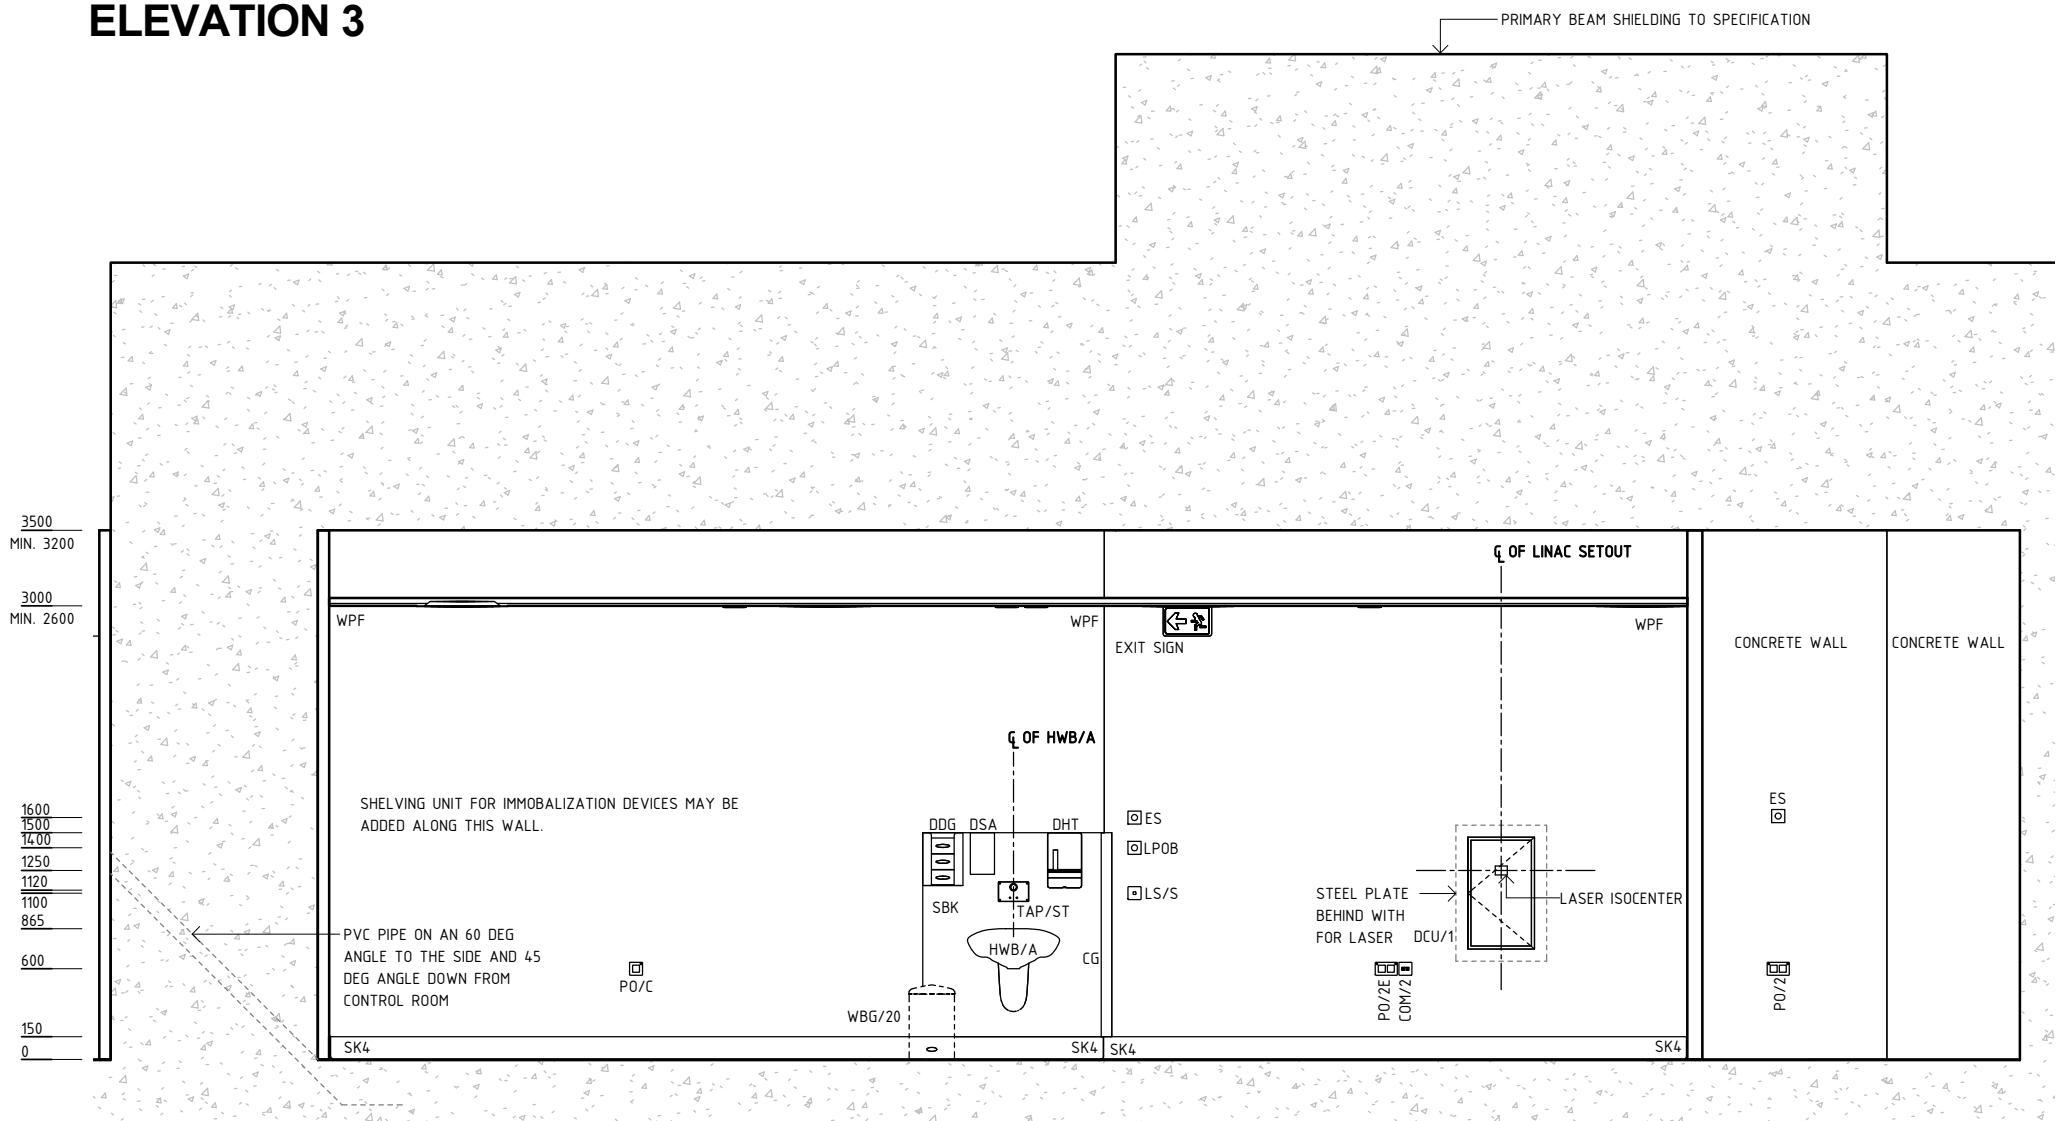 ELEVATION 3
PRIMARY BEAM SHIELDING TO SPECIFICATION
3500
MIN. 3200
3000
MIN. 2600
1600
1500
1400
1250
1120
1100
865
600
150
0
℄ OF LINAC SETOUT
WPF
WPF
WPF
EXIT SIGN
CONCRETE WALL
CONCRETE WALL
℄ OF HWB/A
SHELVING UNIT FOR IMMOBALIZATION DEVICES MAY BE
ADDED ALONG THIS WALL.
DDG
DSA
DHT
ES
LPOB
LS/S
ES
SBK
TAP/ST
HWB/A
CG
STEEL PLATE
BEHIND WITH
FOR LASER
DCU/1
LASER ISOCENTER
PVC PIPE ON AN 60 DEG
ANGLE TO THE SIDE AND 45
DEG ANGLE DOWN FROM
CONTROL ROOM
PO/C
WBG/20
PO/2E
COM/2
PO/2
SK4
SK4
SK4
SK4